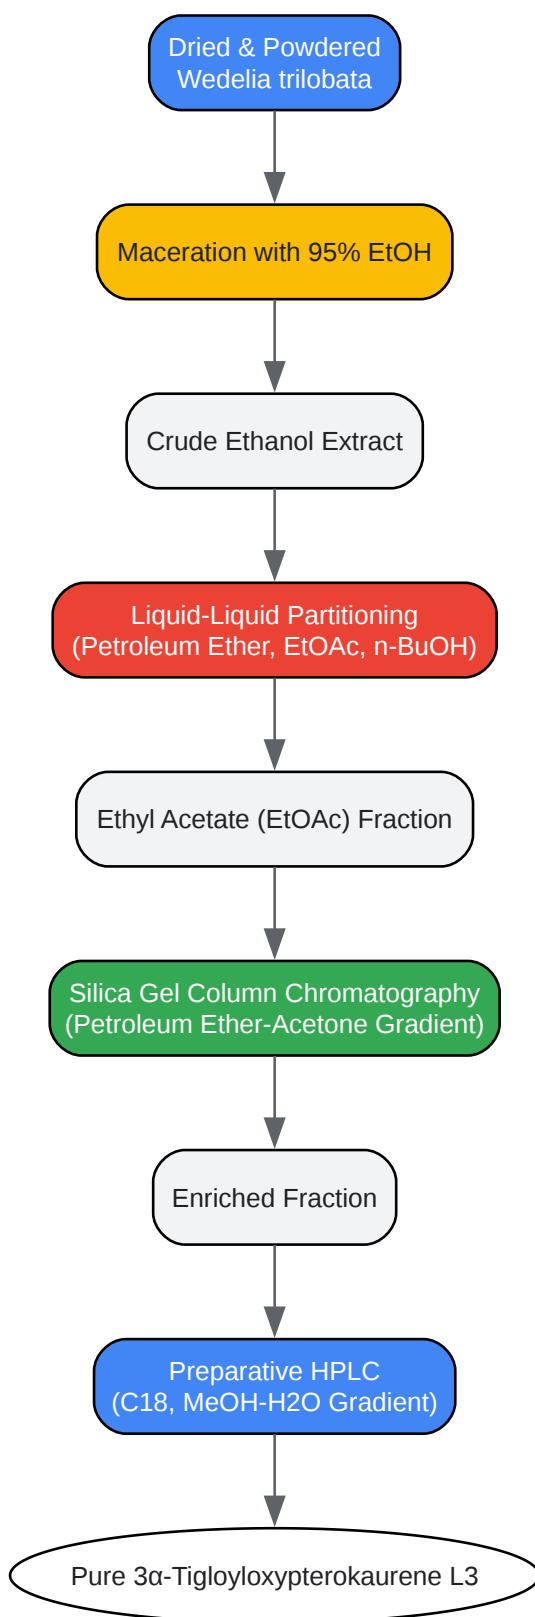 Dried & Powdered
Wedelia trilobata
Maceration with 95% EtOH
Crude Ethanol Extract
Liquid-Liquid Partitioning
(Petroleum Ether, EtOAc, n-BuOH)
Ethyl Acetate (EtOAc) Fraction
Silica Gel Column Chromatography
(Petroleum Ether-Acetone Gradient)
Enriched Fraction
Preparative HPLC
(C18, MeOH-H2O Gradient)
Pure 3α-Tigloyloxypterokaurene L3